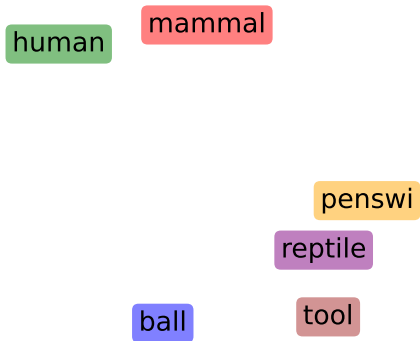 mammal
human
penswi
reptile
tool
ball